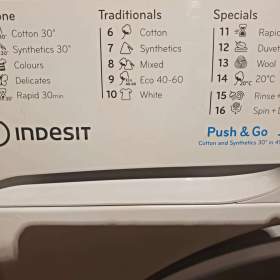 one
Cotton 30°
Synthetics 30°
Colours
Delicates
Rapid 30min
Traditionals
6 Cotton
7 Synthetics
8 Mixed
9 Eco 40-60
10 White
Specials
11 Rapid
12 Duvet
13 Wool
14 20°C
15 Rinse +
16 Spin +
INDESIT
Push & Go
Cotton and Synthetics 30° in